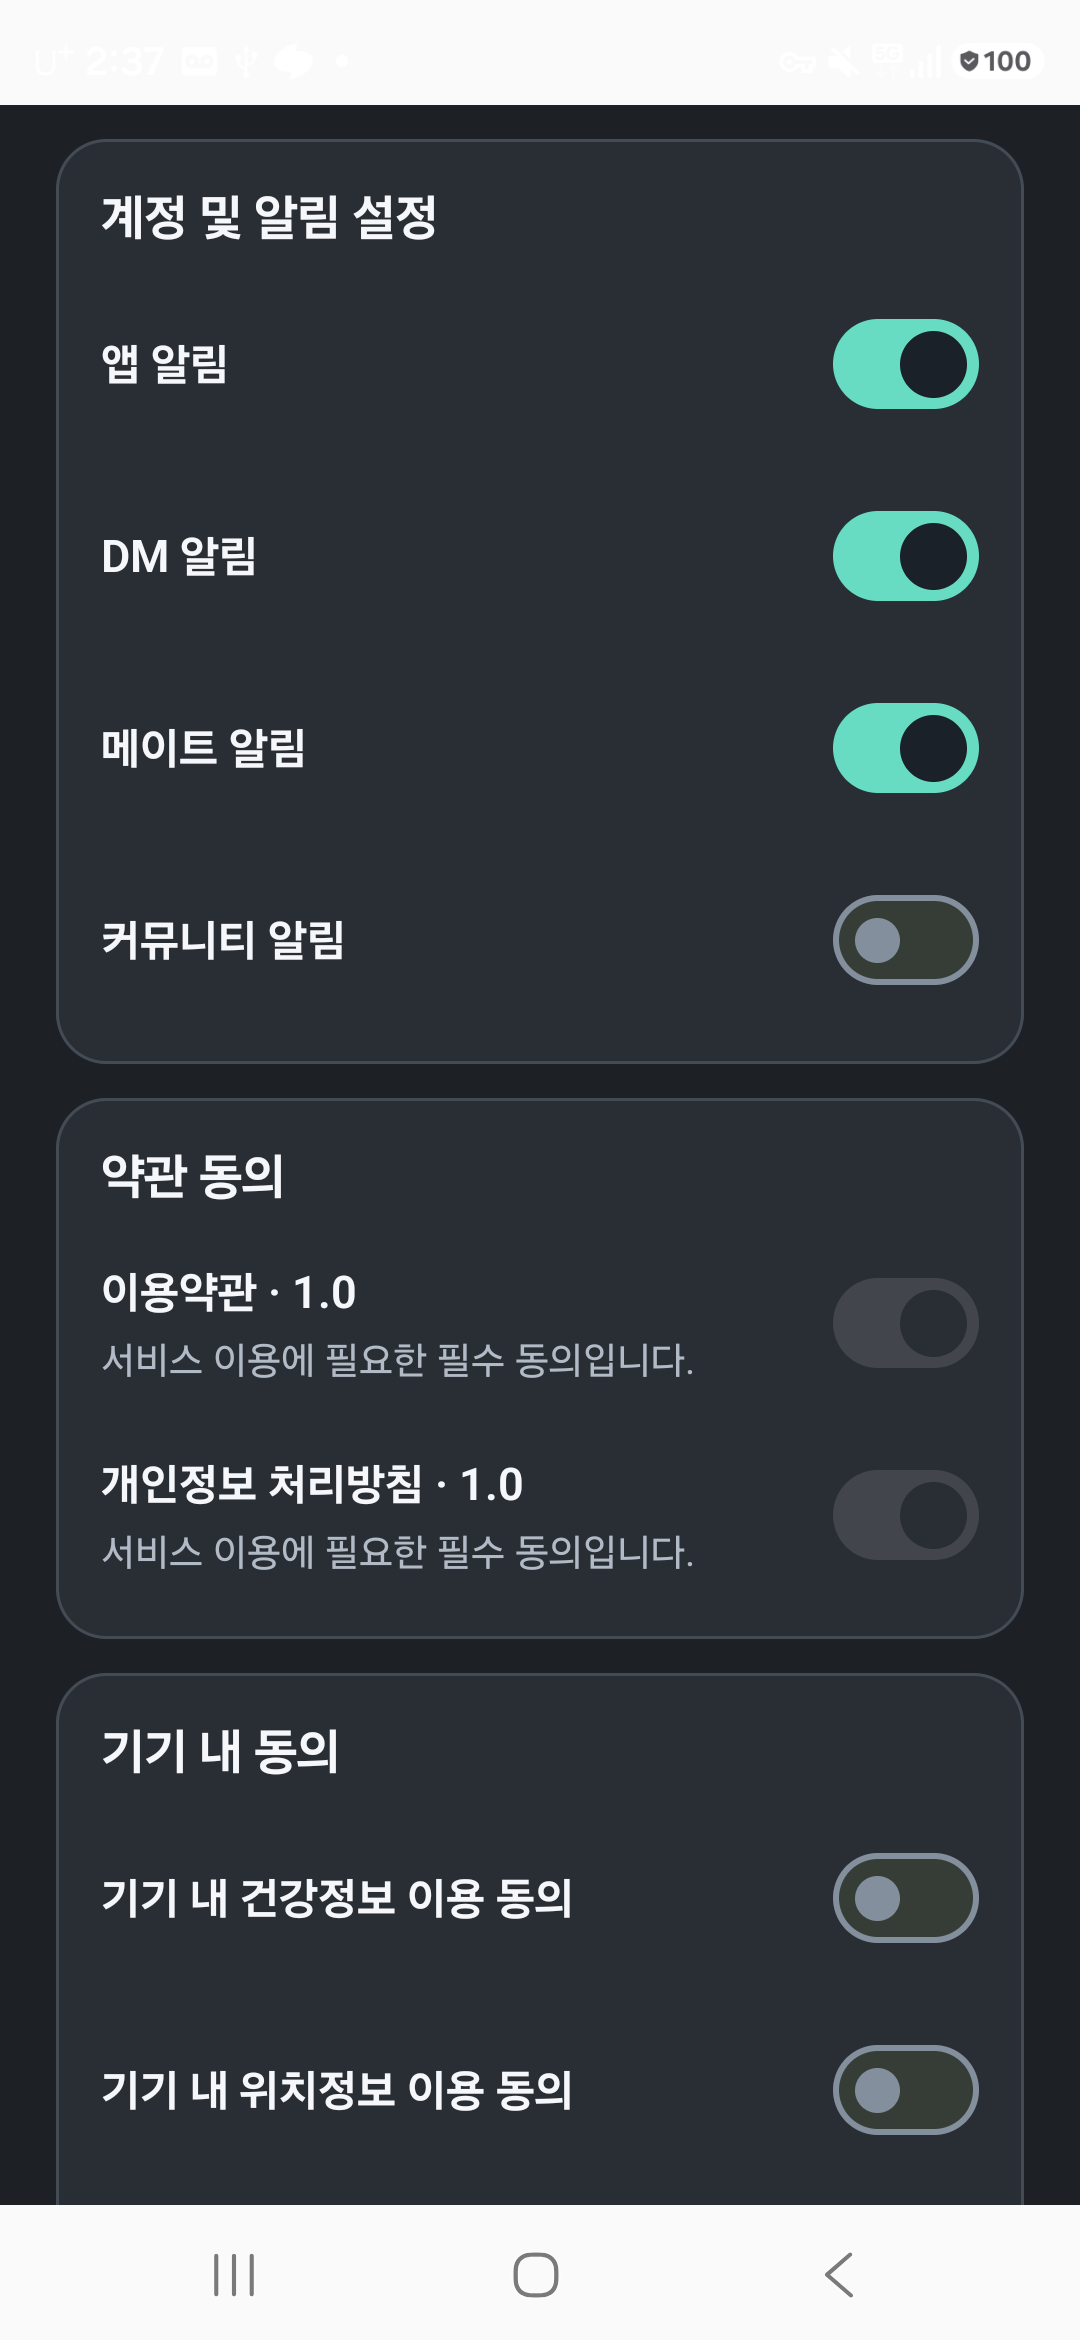 U+ 2:37 5G 100
계정 및 알림 설정
앱 알림
DM 알림
메이트 알림
커뮤니티 알림
약관 동의
이용약관 · 1.0
서비스 이용에 필요한 필수 동의입니다.
개인정보 처리방침 · 1.0
서비스 이용에 필요한 필수 동의입니다.
기기 내 동의
기기 내 건강정보 이용 동의
기기 내 위치정보 이용 동의